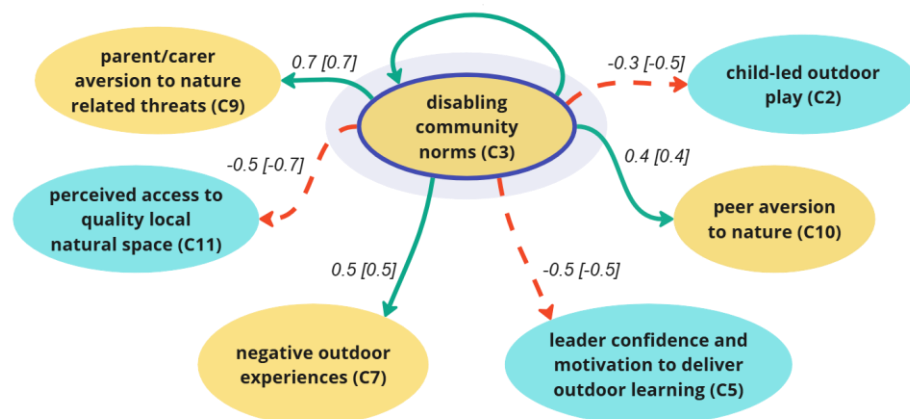 parent/carer
aversion to nature
related threats (C9)
0.7 [0.7]
disabling
community
norms (C3)
-0.3 [-0.5]
child-led outdoor
play (C2)
perceived access to
quality local
natural space (C11)
-0.5 [-0.7]
0.4 [0.4]
peer aversion
to nature (C10)
0.5 [0.5]
-0.5 [-0.5]
negative outdoor
experiences (C7)
leader confidence and
motivation to deliver
outdoor learning (C5)